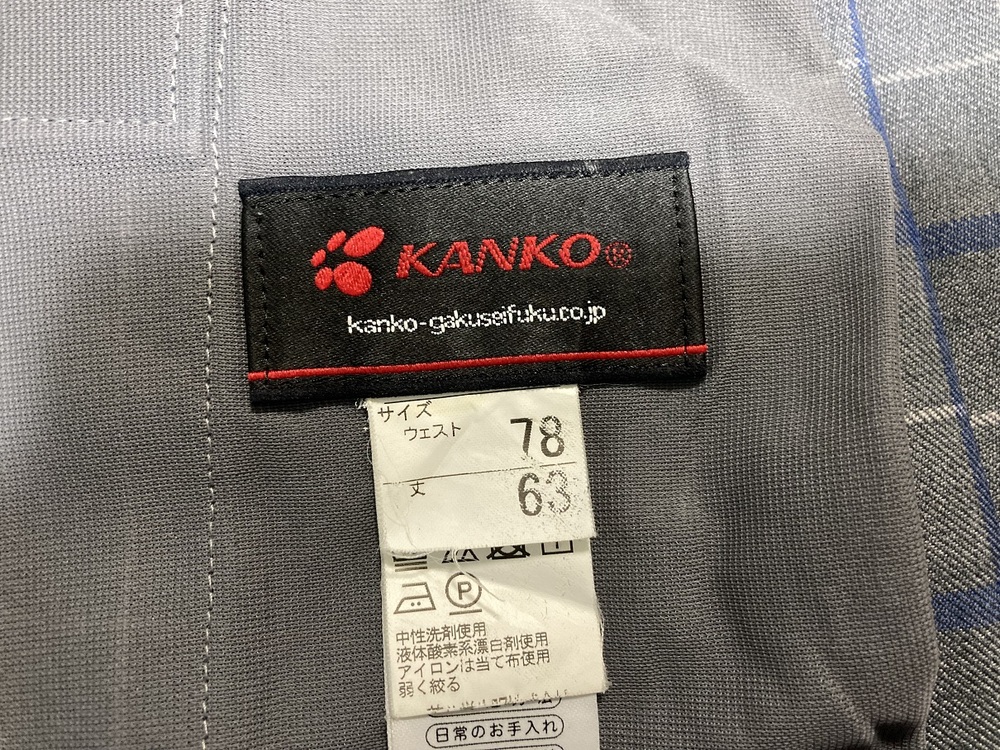 KANKO®
kanko-gakuseifuku.co.jp
サイズ
ウェスト 78
丈 63
P
中性洗剤使用
液体酸素系漂白剤使用
アイロンは当て布使用
弱く絞る
日常のお手入れ